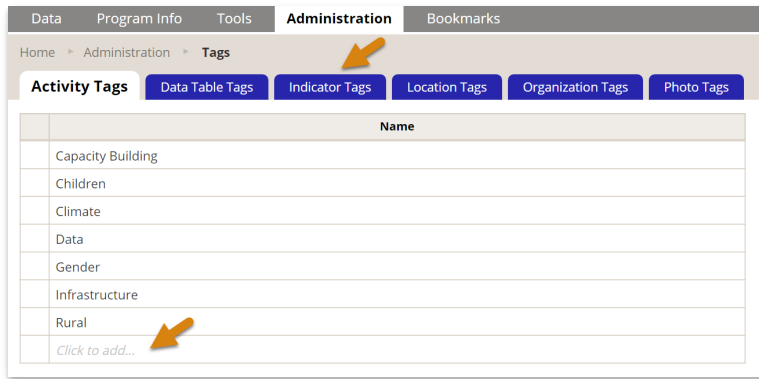 Data Program Info Tools Administration Bookmarks
Home Administration Tags
Activity Tags Data Table Tags Indicator Tags Location Tags Organization Tags Photo Tags
Name
Capacity Building
Children
Climate
Data
Gender
Infrastructure
Rural
Click to add...